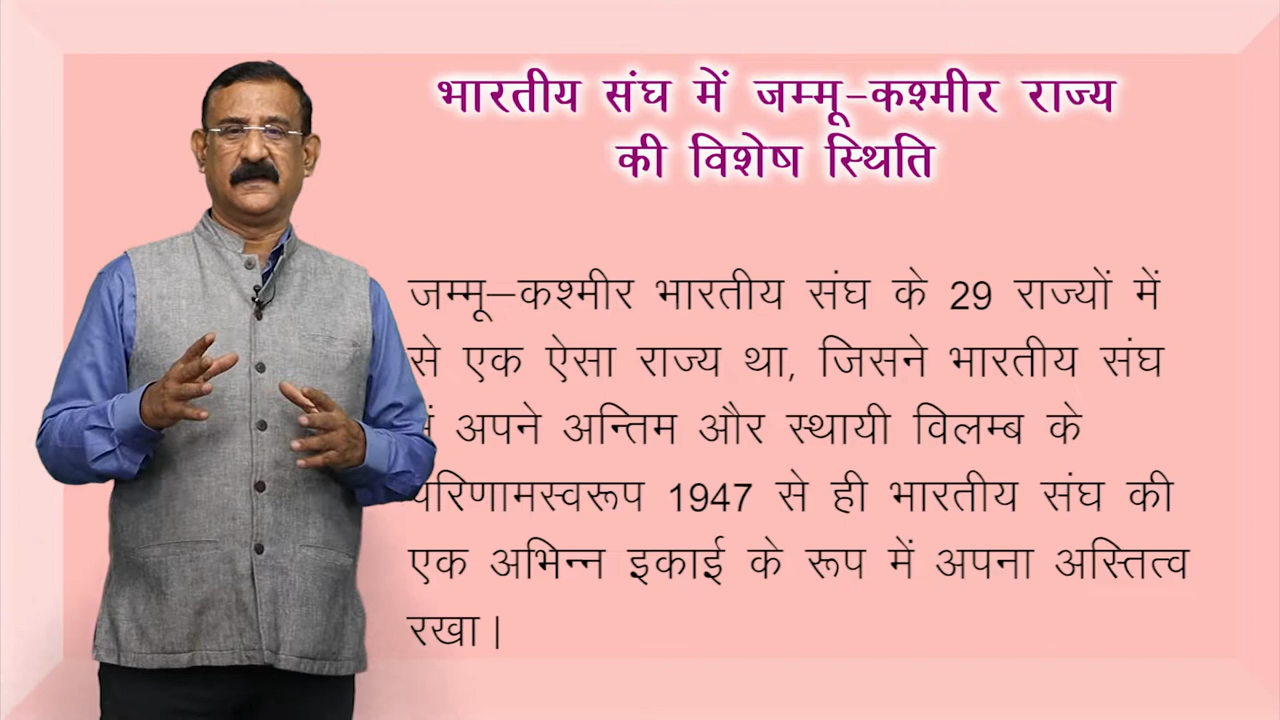 भारतीय संघ में जम्मू-कश्मीर राज्य
की विशेष स्थिति
जम्मू–कश्मीर भारतीय संघ के 29 राज्यों में
से एक ऐसा राज्य था, जिसने भारतीय संघ
में अपने अन्तिम और स्थायी विलम्ब के
परिणामस्वरूप 1947 से ही भारतीय संघ की
एक अभिन्न इकाई के रूप में अपना अस्तित्व
रखा।